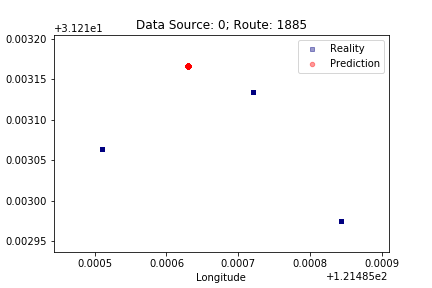 Data Source: 0; Route: 1885
+3.121e1
0.00320
0.00315
0.00310
0.00305
0.00300
0.00295
Reality
Prediction
0.0005 0.0006 0.0007 0.0008 0.0009
Longitude
+1.21485e2